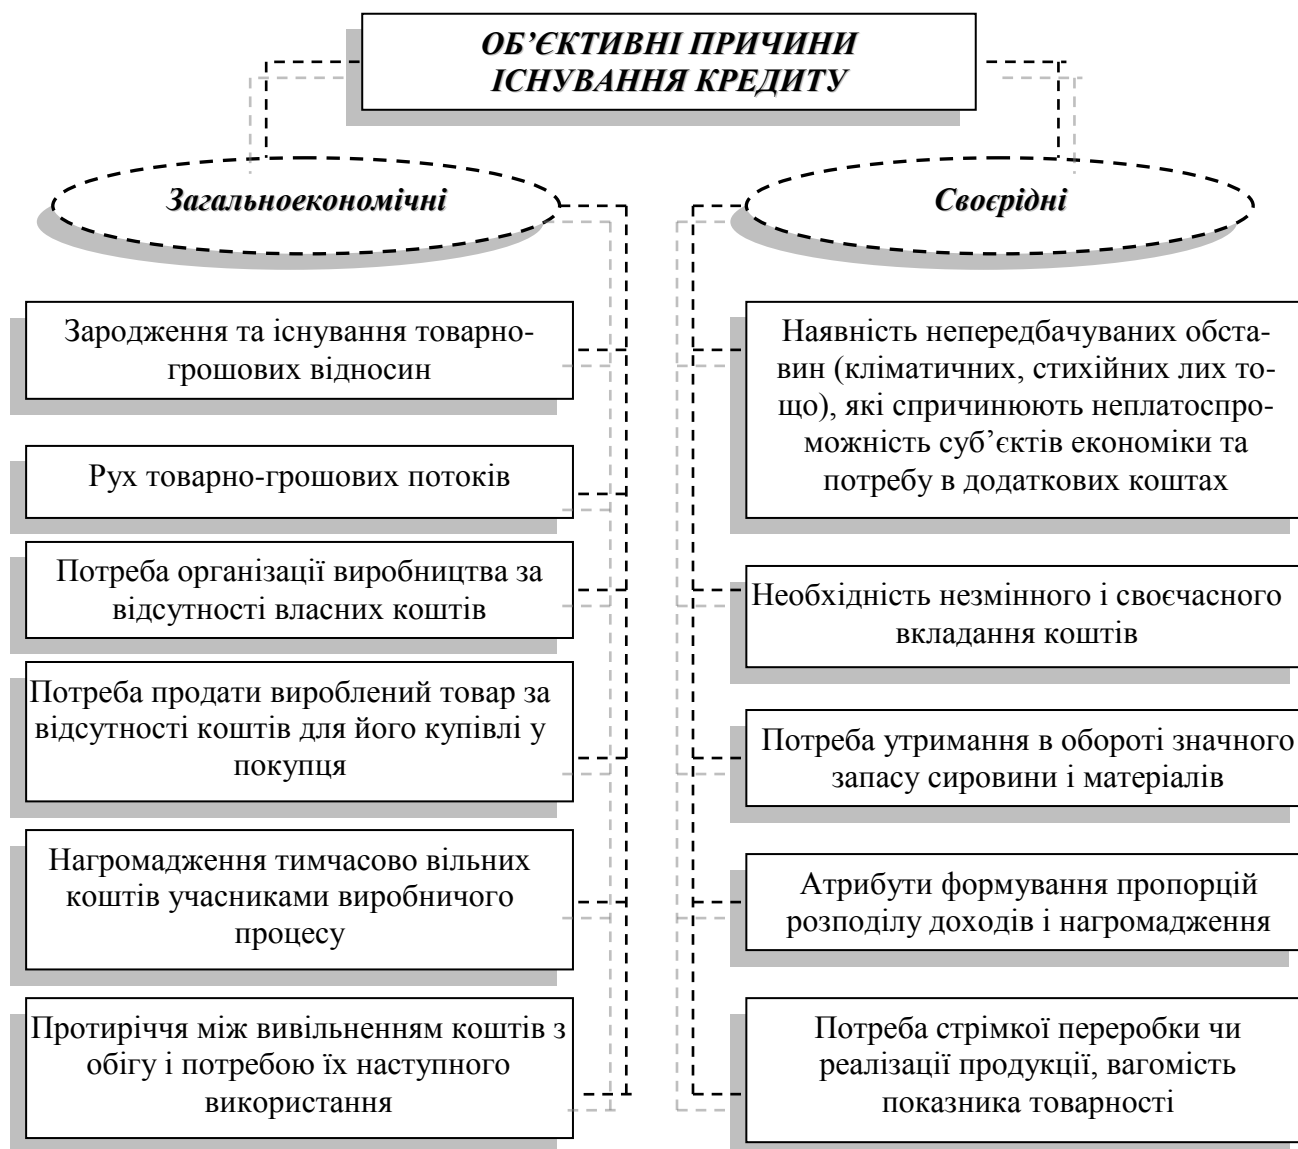 ОБ’ЄКТИВНІ ПРИЧИНИ
ІСНУВАННЯ КРЕДИТУ
Загальноекономічні
Зародження та існування товарно-
грошових відносин
Рух товарно-грошових потоків
Потреба організації виробництва за
відсутності власних коштів
Потреба продати вироблений товар за
відсутності коштів для його купівлі у
покупця
Нагромадження тимчасово вільних
коштів учасниками виробничого
процесу
Протиріччя між вивільненням коштів з
обігу і потребою їх наступного
використання
Своєрідні
Наявність непередбачуваних обста-
вин (кліматичних, стихійних лих то-
що), які спричинюють неплатоспро-
можність суб’єктів економіки та
потребу в додаткових коштах
Необхідність незмінного і своєчасного
вкладання коштів
Потреба утримання в обороті значного
запасу сировини і матеріалів
Атрибути формування пропорцій
розподілу доходів і нагромадження
Потреба стрімкої переробки чи
реалізації продукції, вагомість
показника товарності